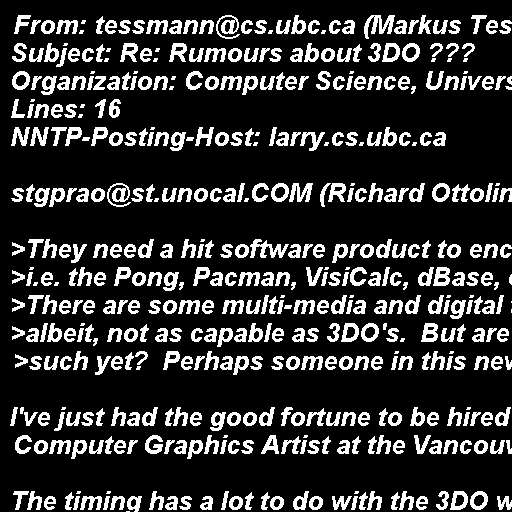 From: tessmann@cs.ubc.ca (Markus Tes
Subject: Re: Rumours about 3DO ???
Organization: Computer Science, Univers
Lines: 16
NNTP-Posting-Host: larry.cs.ubc.ca
stgprao@st.unocal.COM (Richard Ottolin
>They need a hit software product to enc
>i.e. the Pong, Pacman, VisiCalc, dBase,
>There are some multi-media and digital
>albeit, not as capable as 3DO's.  But are
>such yet?  Perhaps someone in this new
I've just had the good fortune to be hired
Computer Graphics Artist at the Vancouv
The timing has a lot to do with the 3DO w